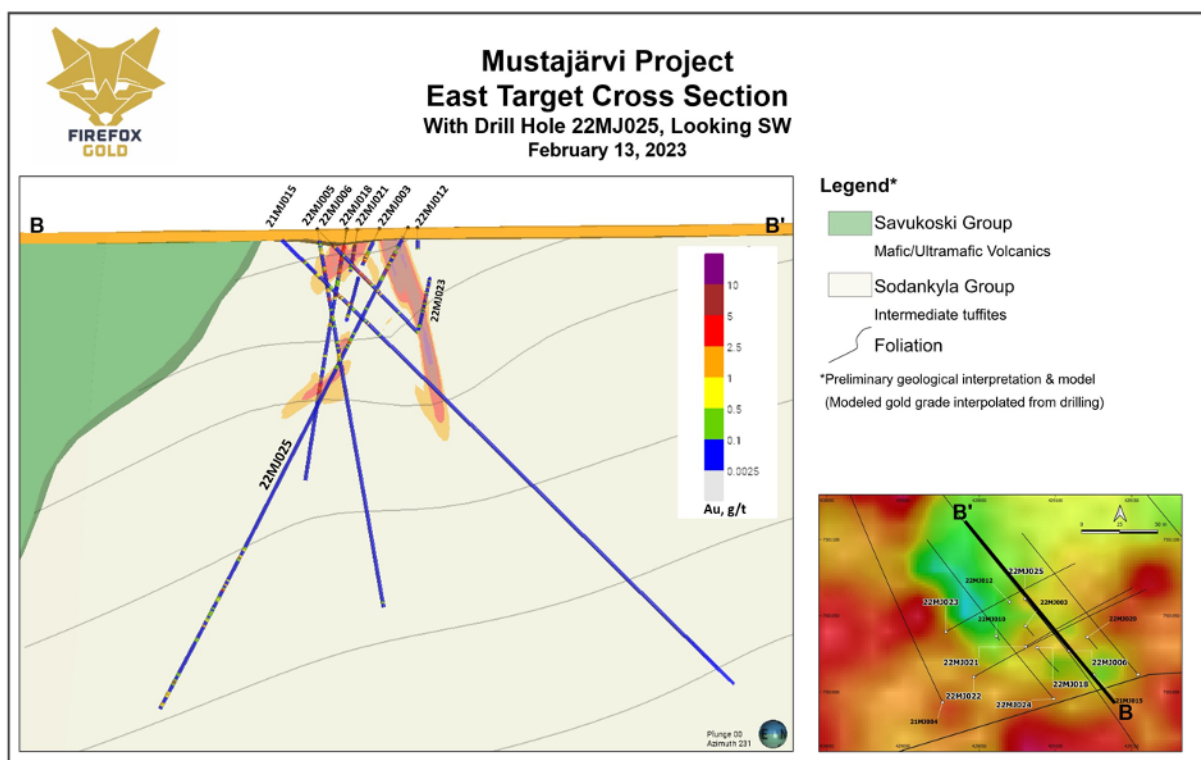 FIREFOX
GOLD
Mustajärvi Project
East Target Cross Section
With Drill Hole 22MJ025, Looking SW
February 13, 2023
B
21MJ015
22MJ005
22MJ006
22MJ018
22MJ021
22MJ003
22MJ012
B'
22MJ023
22MJ025
10
5
2.5
1
0.5
0.1
0.0025
Au, g/t
Plunge 00
Azimuth 231
Legend*
Savukoski Group
Mafic/Ultramafic Volcanics
Sodankyla Group
Intermediate tuffites
Foliation
*Preliminary geological interpretation & model
(Modeled gold grade interpolated from drilling)
B'
22MJ025
22MJ012
22MJ003
22MJ023
22MJ010
22MJ020
22MJ021
22MJ006
22MJ018
22MJ022
22MJ024
21MJ004
21MJ015
B